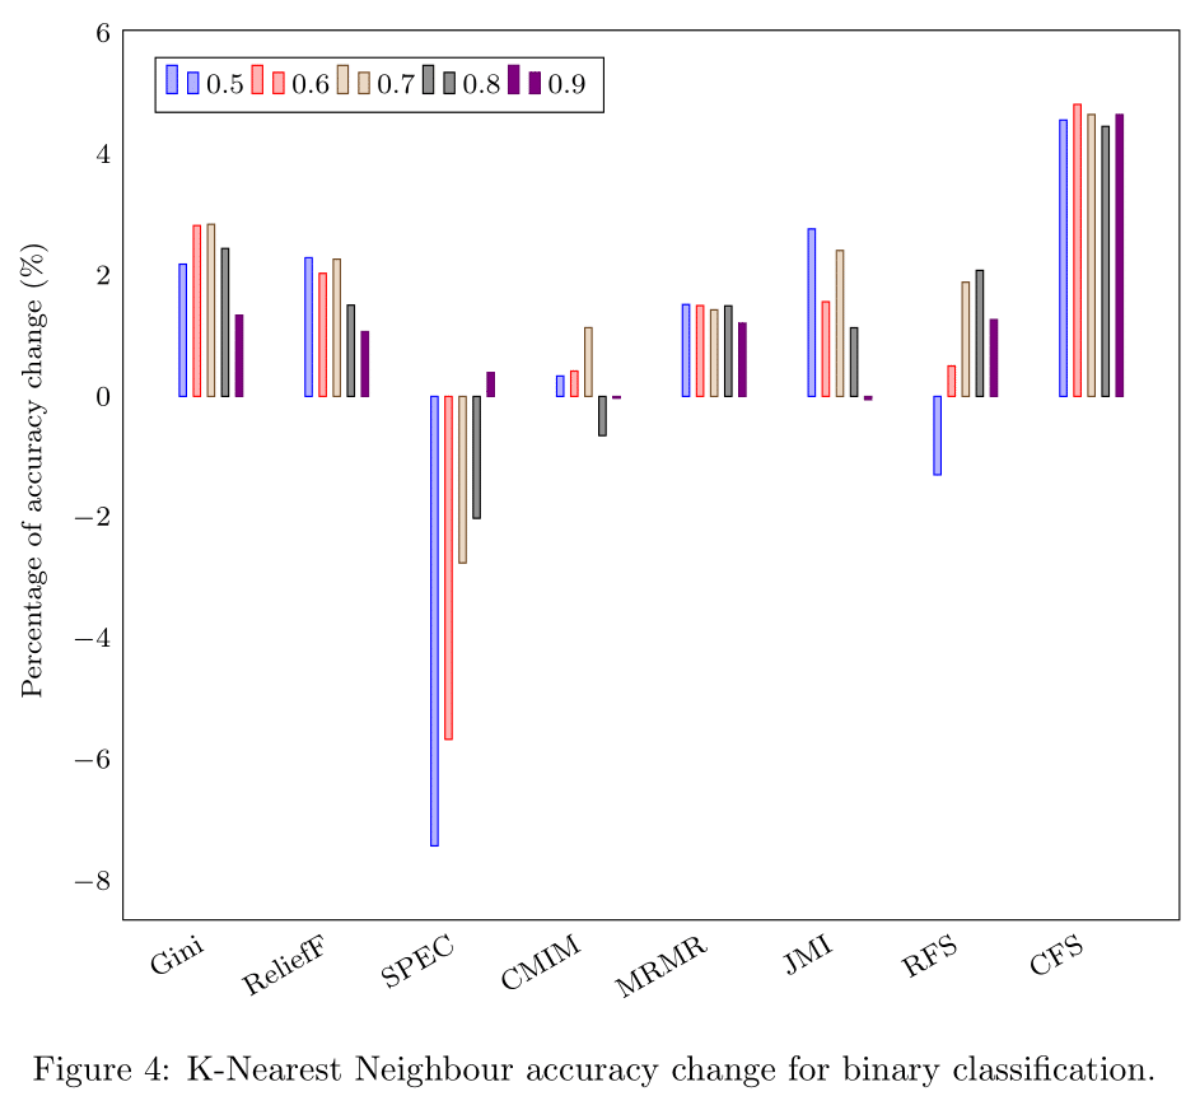 6
0.5 0.6 0.7 0.8 0.9
4
2
0
−2
−4
−6
−8
Percentage of accuracy change (%)
Gini ReliefF SPEC CMIM MRMR JMI RFS CFS
Figure 4: K-Nearest Neighbour accuracy change for binary classification.